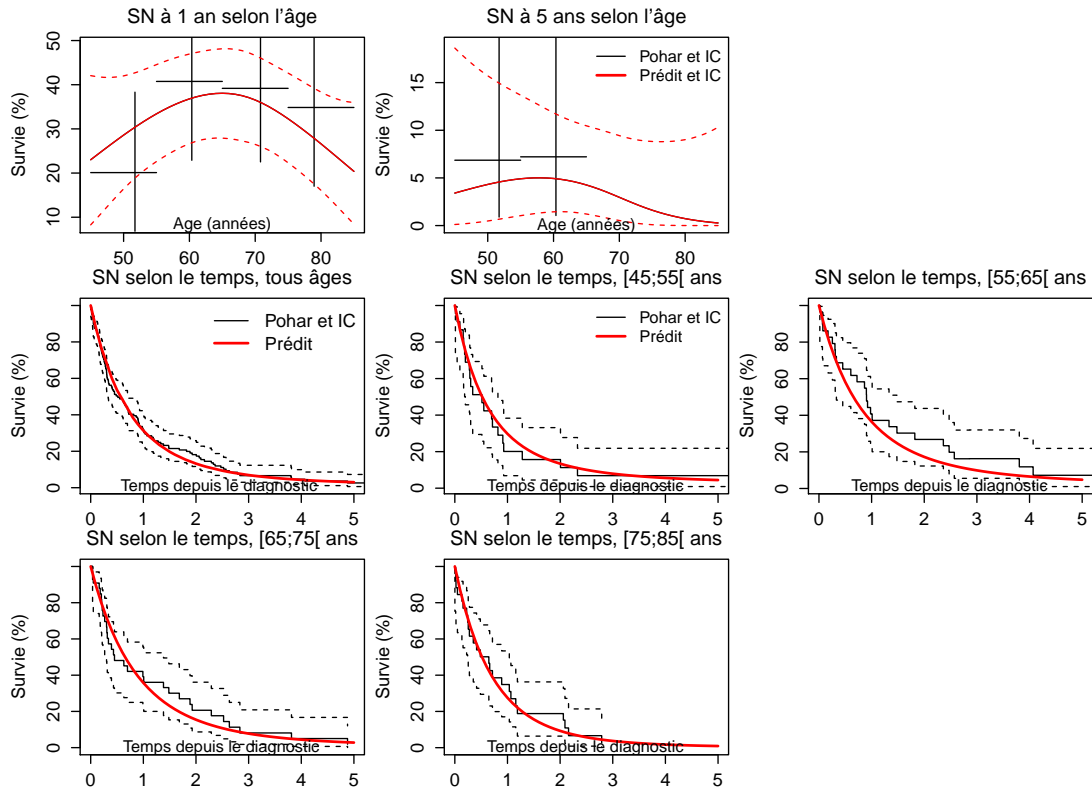 SN à 1 an selon l'âge
Survie (%)
50
40
30
20
10
Age (années)
50 60 70 80
SN à 5 ans selon l'âge
Pohar et IC
Prédit et IC
Survie (%)
15
10
5
0
Age (années)
50 60 70 80
SN selon le temps, tous âges
Pohar et IC
Prédit
Survie (%)
80
60
40
20
0
Temps depuis le diagnostic
0 1 2 3 4 5
SN selon le temps, [45;55[ ans
Pohar et IC
Prédit
Survie (%)
80
60
40
20
0
Temps depuis le diagnostic
0 1 2 3 4 5
SN selon le temps, [55;65[ ans
Survie (%)
80
60
40
20
0
Temps depuis le diagnostic
0 1 2 3 4 5
SN selon le temps, [65;75[ ans
Survie (%)
80
60
40
20
0
Temps depuis le diagnostic
0 1 2 3 4 5
SN selon le temps, [75;85[ ans
Survie (%)
80
60
40
20
0
Temps depuis le diagnostic
0 1 2 3 4 5